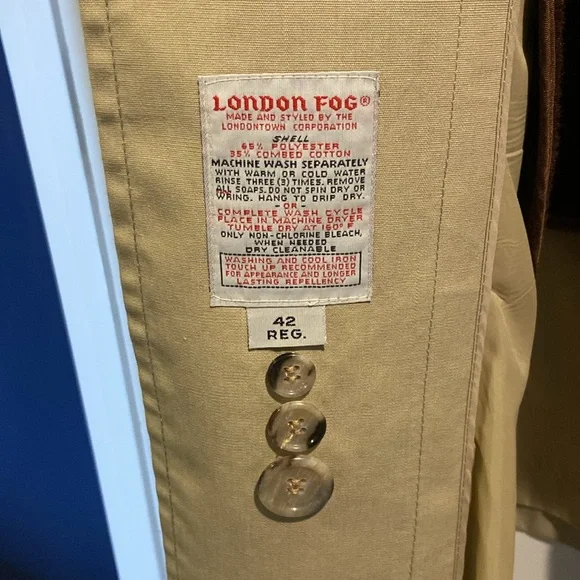 LONDON FOG®
MADE AND STYLED BY THE
LONDONTOWN CORPORATION
SHELL
65% POLYESTER
35% COMBED COTTON
MACHINE WASH SEPARATELY
WITH WARM OR COLD WATER
RINSE THREE (3) TIMES. REMOVE
ALL SOAPS. DO NOT SPIN DRY OR
WRING. HANG TO DRIP DRY.
-OR-
COMPLETE WASH CYCLE
PLACE IN MACHINE DRYER
TUMBLE DRY AT 160° F
ONLY NON-CHLORINE BLEACH,
WHEN NEEDED
DRY CLEANABLE
WASHING AND COOL IRON
TOUCH UP RECOMMENDED
FOR APPEARANCE AND LONGER
LASTING REPELLENCY
42
REG.